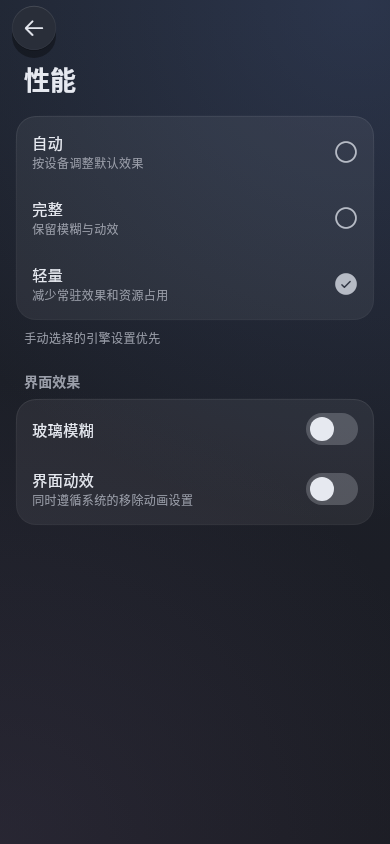 性能
自动
按设备调整默认效果
完整
保留模糊与动效
轻量
减少常驻效果和资源占用
手动选择的引擎设置优先
界面效果
玻璃模糊
界面动效
同时遵循系统的移除动画设置